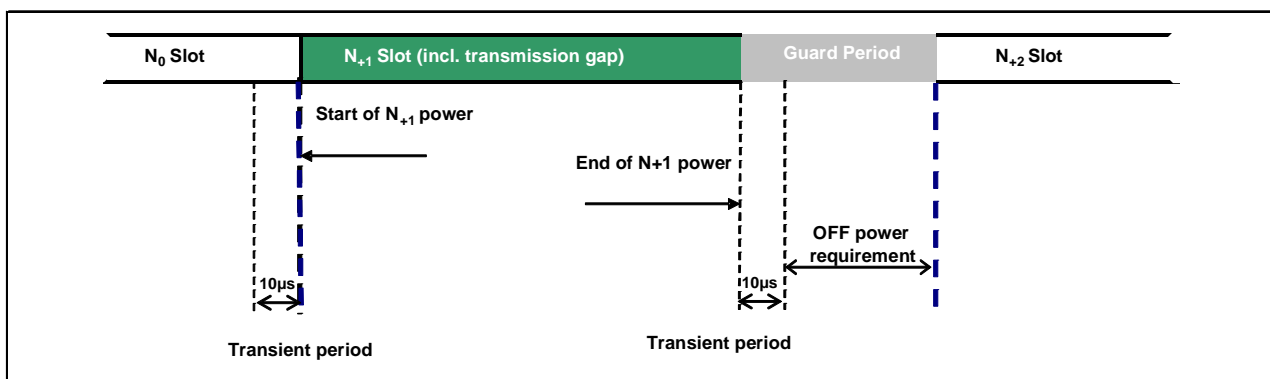 N0 Slot
N+1 Slot (incl. transmission gap)
Guard Period
N+2 Slot
Start of N+1 power
End of N+1 power
OFF power
requirement
10µs
10µs
Transient period
Transient period